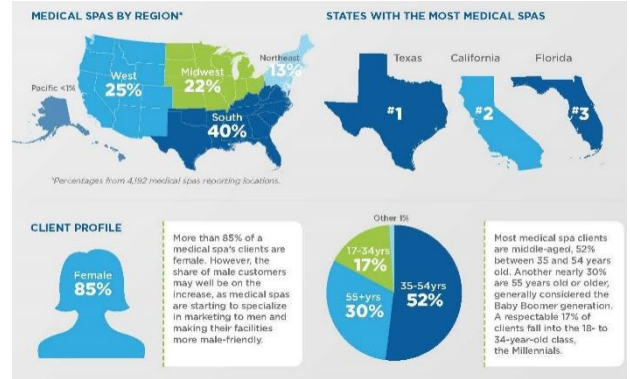 MEDICAL SPAS BY REGION*
STATES WITH THE MOST MEDICAL SPAS
Northeast
13%
Midwest
22%
West
25%
Pacific <1%
South
40%
Texas
California
Florida
#1
#2
#3
*Percentages from 4,192 medical spas reporting locations.
CLIENT PROFILE
Female
85%
More than 85% of a
medical spa's clients are
female. However, the
share of male customers
may well be on the
increase, as medical spas
are starting to specialize
in marketing to men and
making their facilities
more male-friendly.
Other 1%
17-34yrs
17%
35-54yrs
52%
55+yrs
30%
Most medical spa clients
are middle-aged, 52%
between 35 and 54 years
old. Another nearly 30%
are 55 years old or older,
generally considered the
Baby Boomer generation.
A respectable 17% of
clients fall into the 18- to
34-year-old class,
the Millennials.